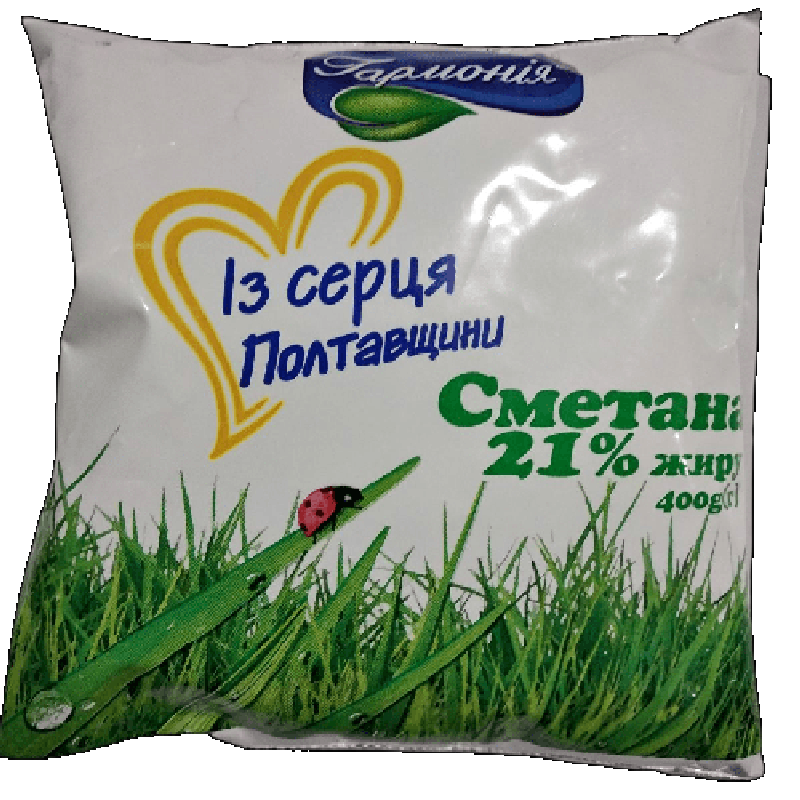 Гармонія
Із серця
Полтавщини
Сметана
21% жиру
400g(г)